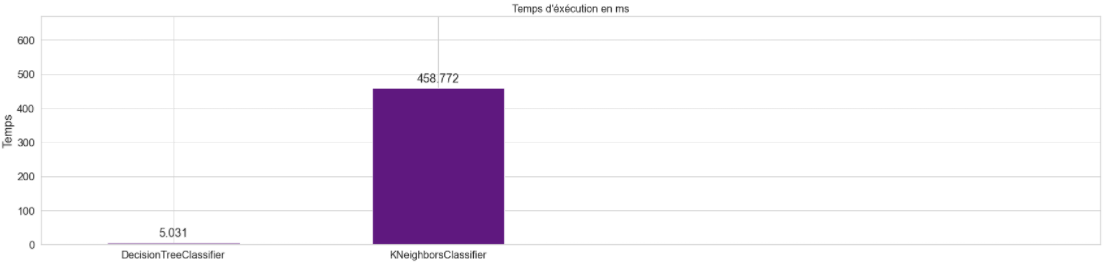 Temps d'éxécution en ms
Temps
600
500
400
300
200
100
0
5.031
458.772
DecisionTreeClassifier
KNeighborsClassifier